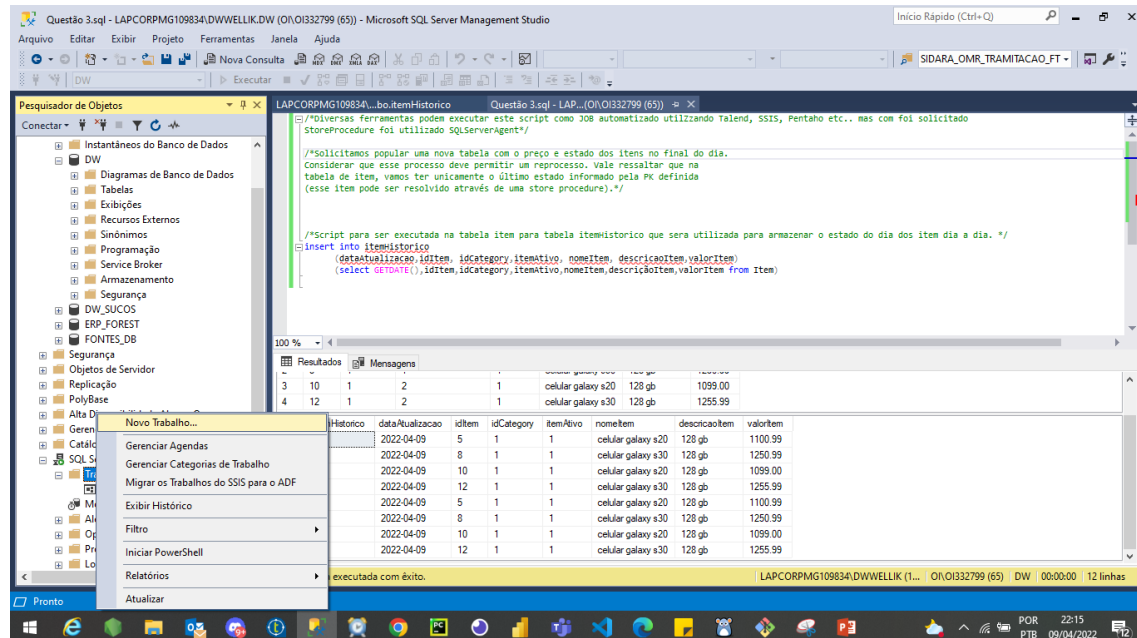 Questão 3.sql - LAPCORPMG109834\DWWELLIK.DW (OI\OI332799 (65)) - Microsoft SQL Server Management Studio
Início Rápido (Ctrl+Q)
Arquivo Editar Exibir Projeto Ferramentas Janela Ajuda
Nova Consulta
SIDARA_OMR_TRAMITACAO_FT
DW
Executar
Pesquisador de Objetos
LAPCORPMG109834\...bo.itemHistorico
Questão 3.sql - LAP...(OI\OI332799 (65))
Conectar
Instantâneos do Banco de Dados
DW
Diagramas de Banco de Dados
Tabelas
Exibições
Recursos Externos
Sinônimos
Programação
Service Broker
Armazenamento
Segurança
DW_SUCOS
ERP_FOREST
FONTES_DB
Segurança
Objetos de Servidor
Replicação
PolyBase
/*Diversas ferramentas podem executar este script como JOB automatizado utilzzando Talend, SSIS, Pentaho etc.. mas com foi solicitado
StoreProcedure foi utilizado SQLServerAgent*/
/*Solicitamos popular uma nova tabela com o preço e estado dos itens no final do dia.
Considerar que esse processo deve permitir um reprocesso. Vale ressaltar que na
tabela de item, vamos ter unicamente o último estado informado pela PK definida
(esse item pode ser resolvido através de uma store procedure).*/
/*Script para ser executada na tabela item para tabela itemHistorico que sera utilizada para armazenar o estado do dia dos item dia a dia. */
insert into itemHistorico
(dataAtualizacao,idItem, idCategory,itemAtivo, nomeItem, descricaoItem,valorItem)
(select GETDATE(),idItem,idCategory,itemAtivo,nomeItem,descriçãoItem,valorItem from Item)
100 %
Resultados Mensagens
3 10 1 2 1 celular galaxy s20 128 gb 1099.00
4 12 1 2 1 celular galaxy s30 128 gb 1255.99
Historico dataAtualizacao idItem idCategory itemAtivo nomeItem descricaoItem valorItem
2022-04-09 5 1 1 celular galaxy s20 128 gb 1100.99
2022-04-09 8 1 1 celular galaxy s30 128 gb 1250.99
2022-04-09 10 1 1 celular galaxy s20 128 gb 1099.00
2022-04-09 12 1 1 celular galaxy s30 128 gb 1255.99
2022-04-09 5 1 1 celular galaxy s20 128 gb 1100.99
2022-04-09 8 1 1 celular galaxy s30 128 gb 1250.99
2022-04-09 10 1 1 celular galaxy s20 128 gb 1099.00
2022-04-09 12 1 1 celular galaxy s30 128 gb 1255.99
Novo Trabalho...
Gerenciar Agendas
Gerenciar Categorias de Trabalho
Migrar os Trabalhos do SSIS para o ADF
Exibir Histórico
Filtro
Iniciar PowerShell
Relatórios
Atualizar
executada com êxito.
LAPCORPMG109834\DWWELLIK (1... OI\OI332799 (65) DW 00:00:00 12 linhas
Pronto
POR
PTB
22:15
09/04/2022